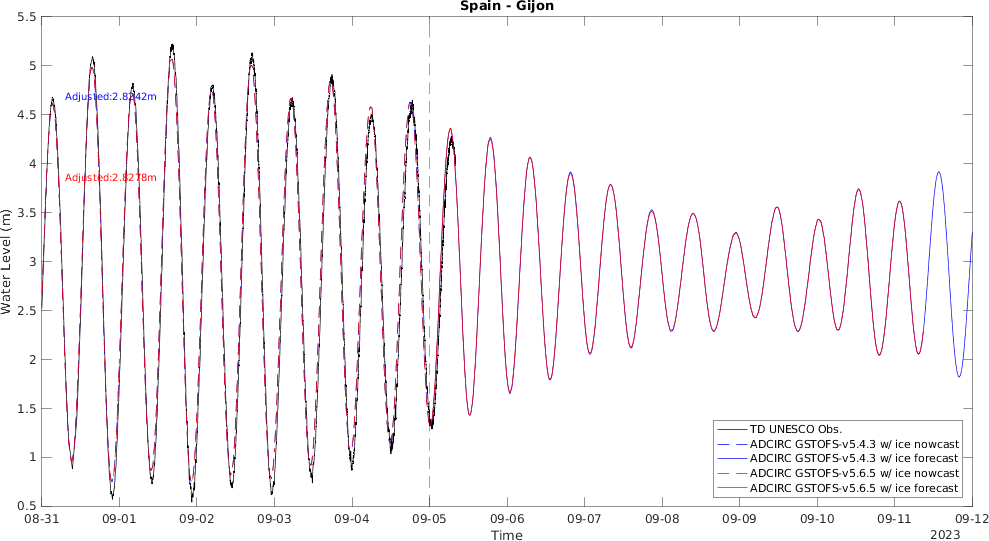 Spain - Gijon
5.5
5
4.5
4
3.5
3
2.5
2
1.5
1
0.5
Water Level (m)
Adjusted:2.8242m
Adjusted:2.8278m
TD UNESCO Obs.
ADCIRC GSTOFS-v5.4.3 w/ ice nowcast
ADCIRC GSTOFS-v5.4.3 w/ ice forecast
ADCIRC GSTOFS-v5.6.5 w/ ice nowcast
ADCIRC GSTOFS-v5.6.5 w/ ice forecast
08-31 09-01 09-02 09-03 09-04 09-05 09-06 09-07 09-08 09-09 09-10 09-11 09-12
Time
2023